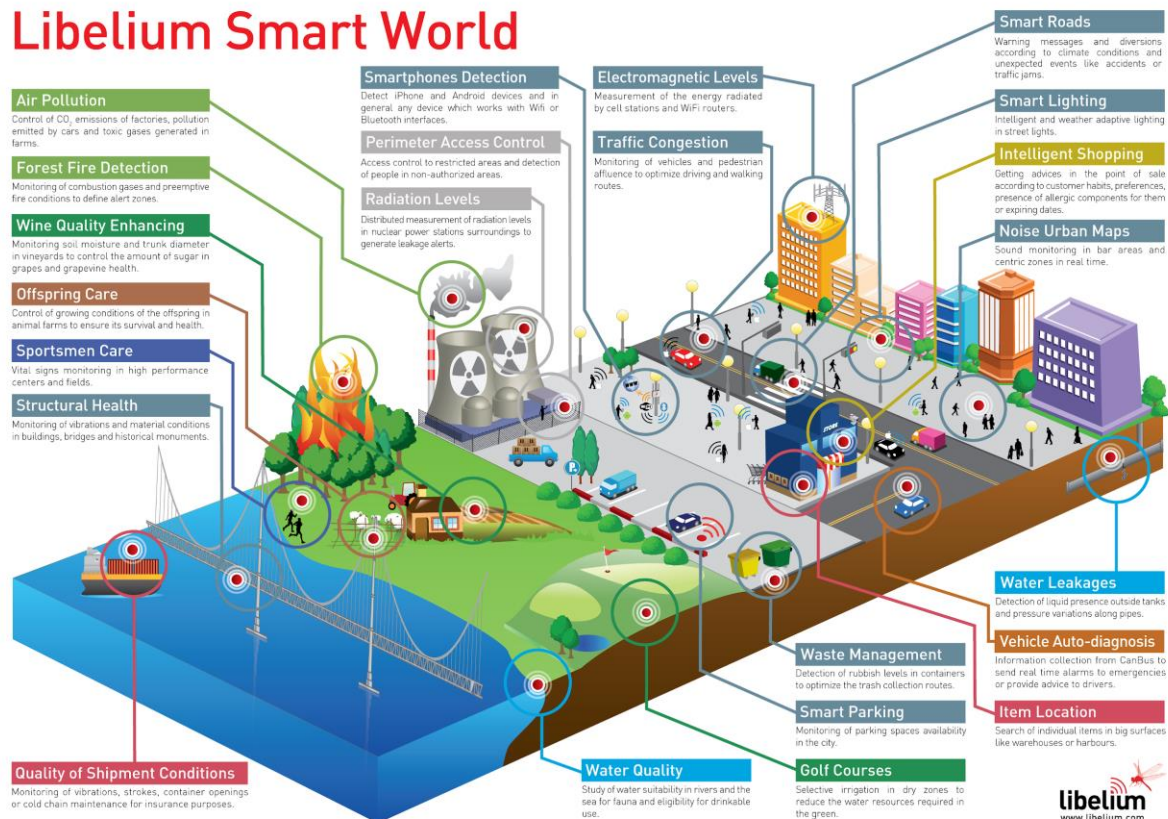 Libelium Smart World
Air Pollution
Control of CO₂ emissions of factories, pollution
emitted by cars and toxic gases generated in
farms.
Forest Fire Detection
Monitoring of combustion gases and preemptive
fire conditions to define alert zones.
Wine Quality Enhancing
Monitoring soil moisture and trunk diameter
in vineyards to control the amount of sugar in
grapes and grapevine health.
Offspring Care
Control of growing conditions of the offspring in
animal farms to ensure its survival and health.
Sportsmen Care
Vital signs monitoring in high performance
centers and fields.
Structural Health
Monitoring of vibrations and material conditions
in buildings, bridges and historical monuments.
Quality of Shipment Conditions
Monitoring of vibrations, strokes, container openings
or cold chain maintenance for insurance purposes.
Smartphones Detection
Detect iPhone and Android devices and in
general any device which works with Wifi or
Bluetooth interfaces.
Perimeter Access Control
Access control to restricted areas and detection
of people in non-authorized areas.
Radiation Levels
Distributed measurement of radiation levels
in nuclear power stations surroundings to
generate leakage alerts.
Electromagnetic Levels
Measurement of the energy radiated
by cell stations and WiFi routers.
Traffic Congestion
Monitoring of vehicles and pedestrian
affluence to optimize driving and walking
routes.
Smart Roads
Warning messages and diversions
according to climate conditions and
unexpected events like accidents or
traffic jams.
Smart Lighting
Intelligent and weather adaptive lighting
in street lights.
Intelligent Shopping
Getting advices in the point of sale
according to customer habits, preferences,
presence of allergic components for them
or expiring dates.
Noise Urban Maps
Sound monitoring in bar areas and
centric zones in real time.
STORE
P
Water Leakages
Detection of liquid presence outside tanks
and pressure variations along pipes.
Vehicle Auto-diagnosis
Information collection from CanBus to
send real time alarms to emergencies
or provide advice to drivers.
Item Location
Search of individual items in big surfaces
like warehouses or harbours.
Waste Management
Detection of rubbish levels in containers
to optimize the trash collection routes.
Smart Parking
Monitoring of parking spaces availability
in the city.
Golf Courses
Selective irrigation in dry zones to
reduce the water resources required in
the green.
Water Quality
Study of water suitability in rivers and the
sea for fauna and eligibility for drinkable
use.
libelium
www.libelium.com